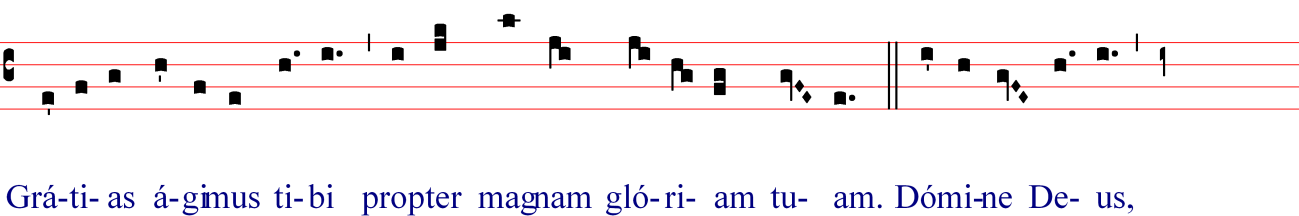 Grá-ti- as á-gimus ti-bi propter magnam gló-ri- am tu- am. Dómi-ne De- us,